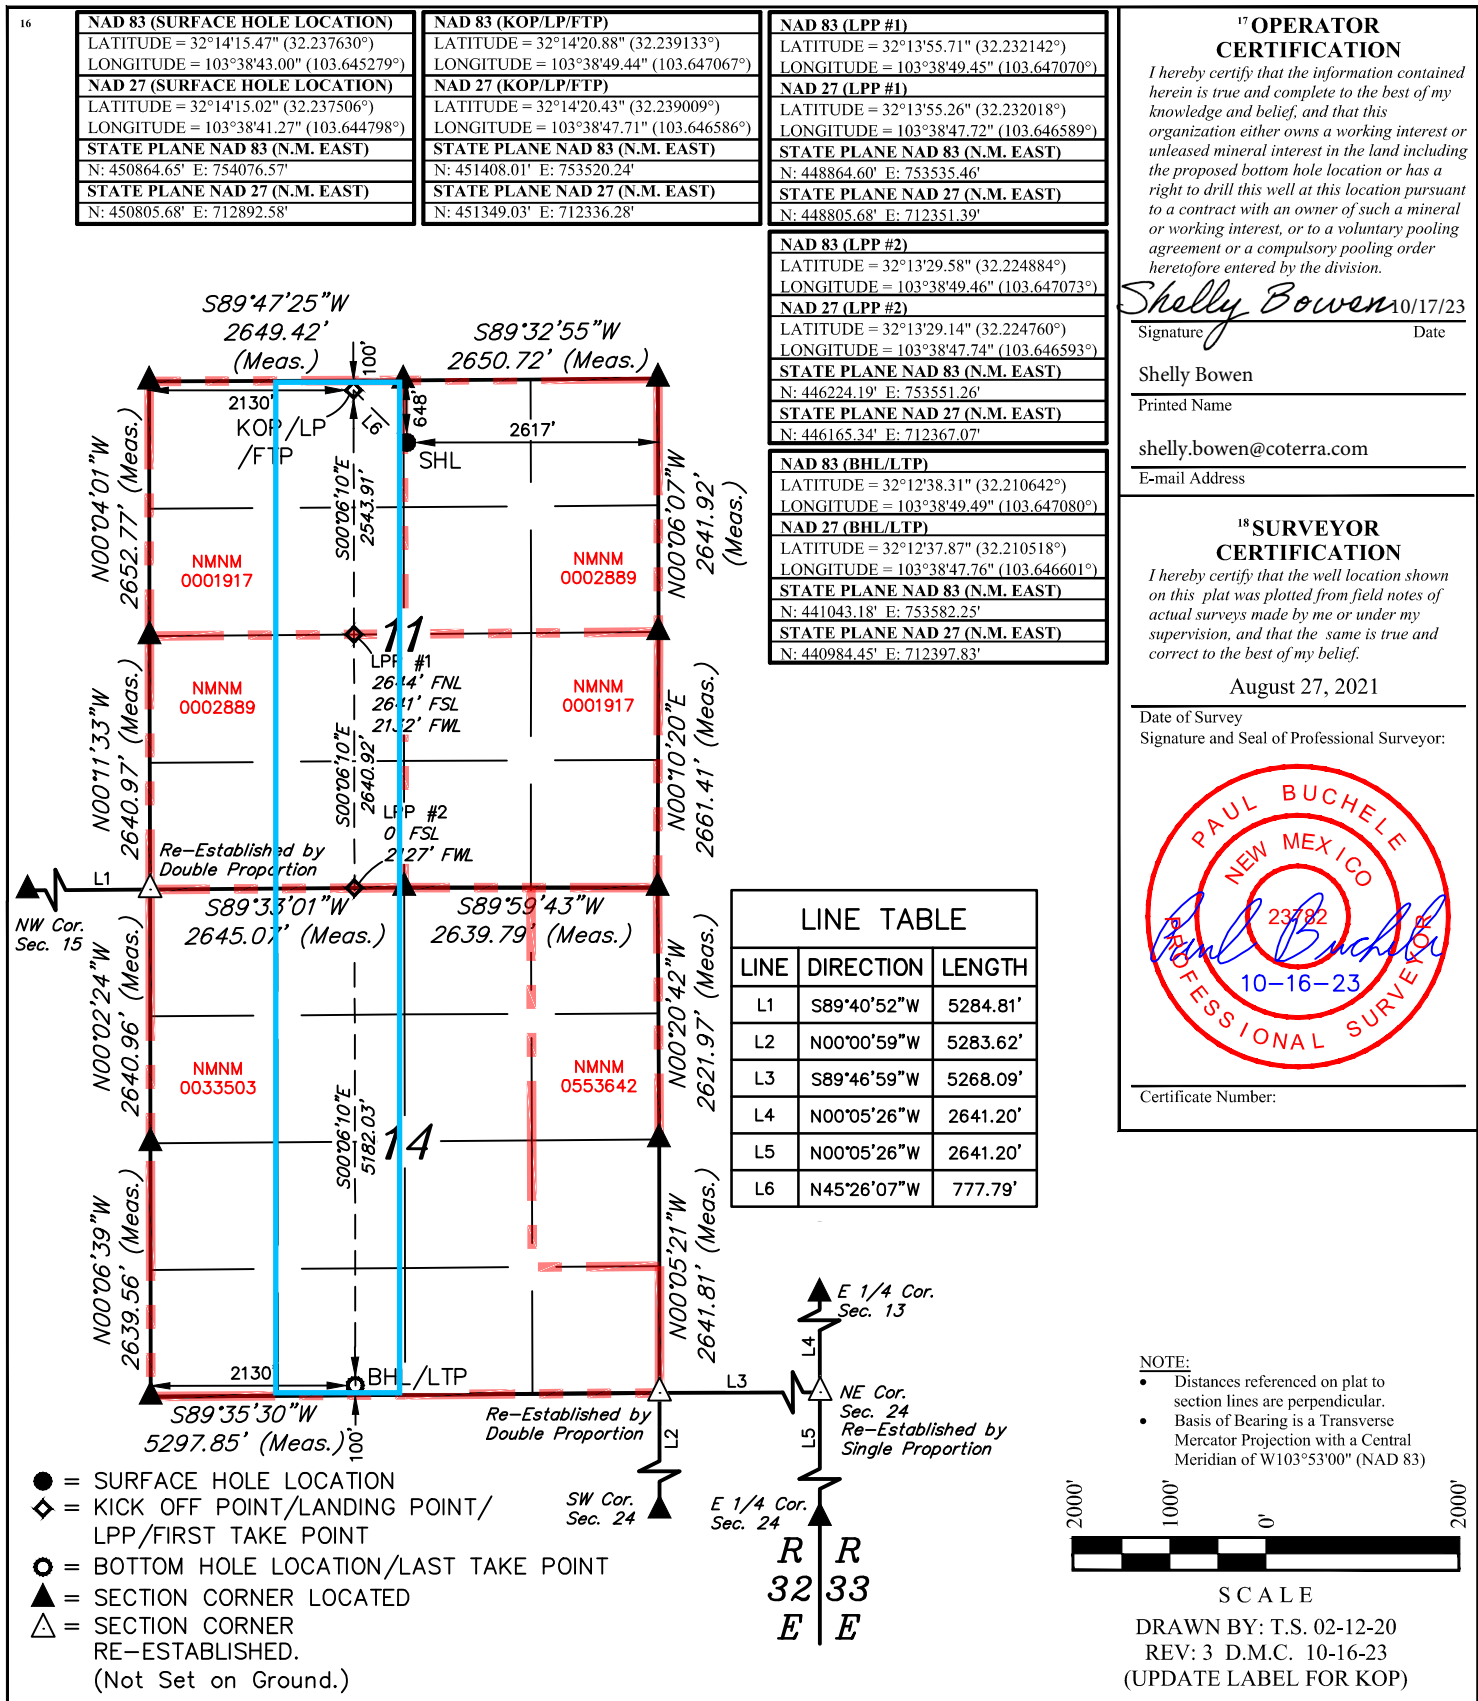 16
NAD 83 (SURFACE HOLE LOCATION)
LATITUDE = 32°14'15.47" (32.237630°)
LONGITUDE = 103°38'43.00" (103.645279°)
NAD 27 (SURFACE HOLE LOCATION)
LATITUDE = 32°14'15.02" (32.237506°)
LONGITUDE = 103°38'41.27" (103.644798°)
STATE PLANE NAD 83 (N.M. EAST)
N: 450864.65' E: 754076.57'
STATE PLANE NAD 27 (N.M. EAST)
N: 450805.68' E: 712892.58'
NAD 83 (KOP/LP/FTP)
LATITUDE = 32°14'20.88" (32.239133°)
LONGITUDE = 103°38'49.44" (103.647067°)
NAD 27 (KOP/LP/FTP)
LATITUDE = 32°14'20.43" (32.239009°)
LONGITUDE = 103°38'47.71" (103.646586°)
STATE PLANE NAD 83 (N.M. EAST)
N: 451408.01' E: 753520.24'
STATE PLANE NAD 27 (N.M. EAST)
N: 451349.03' E: 712336.28'
NAD 83 (LPP #1)
LATITUDE = 32°13'55.71" (32.232142°)
LONGITUDE = 103°38'49.45" (103.647070°)
NAD 27 (LPP #1)
LATITUDE = 32°13'55.26" (32.232018°)
LONGITUDE = 103°38'47.72" (103.646589°)
STATE PLANE NAD 83 (N.M. EAST)
N: 448864.60' E: 753535.46'
STATE PLANE NAD 27 (N.M. EAST)
N: 448805.68' E: 712351.39'
NAD 83 (LPP #2)
LATITUDE = 32°13'29.58" (32.224884°)
LONGITUDE = 103°38'49.46" (103.647073°)
NAD 27 (LPP #2)
LATITUDE = 32°13'29.14" (32.224760°)
LONGITUDE = 103°38'47.74" (103.646593°)
STATE PLANE NAD 83 (N.M. EAST)
N: 446224.19' E: 753551.26'
STATE PLANE NAD 27 (N.M. EAST)
N: 446165.34' E: 712367.07'
NAD 83 (BHL/LTP)
LATITUDE = 32°12'38.31" (32.210642°)
LONGITUDE = 103°38'49.49" (103.647080°)
NAD 27 (BHL/LTP)
LATITUDE = 32°12'37.87" (32.210518°)
LONGITUDE = 103°38'47.76" (103.646601°)
STATE PLANE NAD 83 (N.M. EAST)
N: 441043.18' E: 753582.25'
STATE PLANE NAD 27 (N.M. EAST)
N: 440984.45' E: 712397.83'
17 OPERATOR
CERTIFICATION
I hereby certify that the information contained
herein is true and complete to the best of my
knowledge and belief, and that this
organization either owns a working interest or
unleased mineral interest in the land including
the proposed bottom hole location or has a
right to drill this well at this location pursuant
to a contract with an owner of such a mineral
or working interest, or to a voluntary pooling
agreement or a compulsory pooling order
heretofore entered by the division.
Shelly Bowen 10/17/23
Signature Date
Shelly Bowen
Printed Name
shelly.bowen@coterra.com
E-mail Address
18 SURVEYOR
CERTIFICATION
I hereby certify that the well location shown
on this plat was plotted from field notes of
actual surveys made by me or under my
supervision, and that the same is true and
correct to the best of my belief.
August 27, 2021
Date of Survey
Signature and Seal of Professional Surveyor:
PAUL BUCHELE
NEW MEXICO
23782
Paul Buchele
10-16-23
PROFESSIONAL SURVEYOR
Certificate Number:
S89°47'25"W
2649.42'
(Meas.)
S89°32'55"W
2650.72' (Meas.)
100'
2130'
KOP/LP
/FTP
L6
648'
2617'
SHL
N00°04'01"W
2652.77' (Meas.)
S00°06'10"E
2543.91'
N00°06'07"W
2641.92'
(Meas.)
NMNM
0001917
NMNM
0002889
11
LPP #1
2644' FNL
2641' FSL
2132' FWL
NMNM
0002889
NMNM
0001917
N00°11'33"W
2640.97' (Meas.)
S00°06'10"E
2640.92'
N00°10'20"E
2661.41' (Meas.)
LPP #2
0' FSL
2127' FWL
Re-Established by
Double Proportion
L1
NW Cor.
Sec. 15
S89°33'01"W
2645.07' (Meas.)
S89°59'43"W
2639.79' (Meas.)
N00°02'24"W
2640.96' (Meas.)
N00°20'42"W
2621.97' (Meas.)
NMNM
0033503
NMNM
0553642
S00°06'10"E
5182.03'
14
N00°06'39"W
2639.56' (Meas.)
N00°05'21"W
2641.81' (Meas.)
2130'
BHL/LTP
S89°35'30"W
5297.85' (Meas.)
100'
Re-Established by
Double Proportion
L2
SW Cor.
Sec. 24
L3
E 1/4 Cor.
Sec. 13
L4
NE Cor.
Sec. 24
Re-Established by
Single Proportion
L5
E 1/4 Cor.
Sec. 24
R R
32 33
E E
LINE TABLE
LINE DIRECTION LENGTH
L1 S89°40'52"W 5284.81'
L2 N00°00'59"W 5283.62'
L3 S89°46'59"W 5268.09'
L4 N00°05'26"W 2641.20'
L5 N00°05'26"W 2641.20'
L6 N45°26'07"W 777.79'
= SURFACE HOLE LOCATION
= KICK OFF POINT/LANDING POINT/
LPP/FIRST TAKE POINT
= BOTTOM HOLE LOCATION/LAST TAKE POINT
= SECTION CORNER LOCATED
= SECTION CORNER
RE-ESTABLISHED.
(Not Set on Ground.)
NOTE:
• Distances referenced on plat to
section lines are perpendicular.
• Basis of Bearing is a Transverse
Mercator Projection with a Central
Meridian of W103°53'00" (NAD 83)
2000' 1000' 0' 2000'
SCALE
DRAWN BY: T.S. 02-12-20
REV: 3 D.M.C. 10-16-23
(UPDATE LABEL FOR KOP)